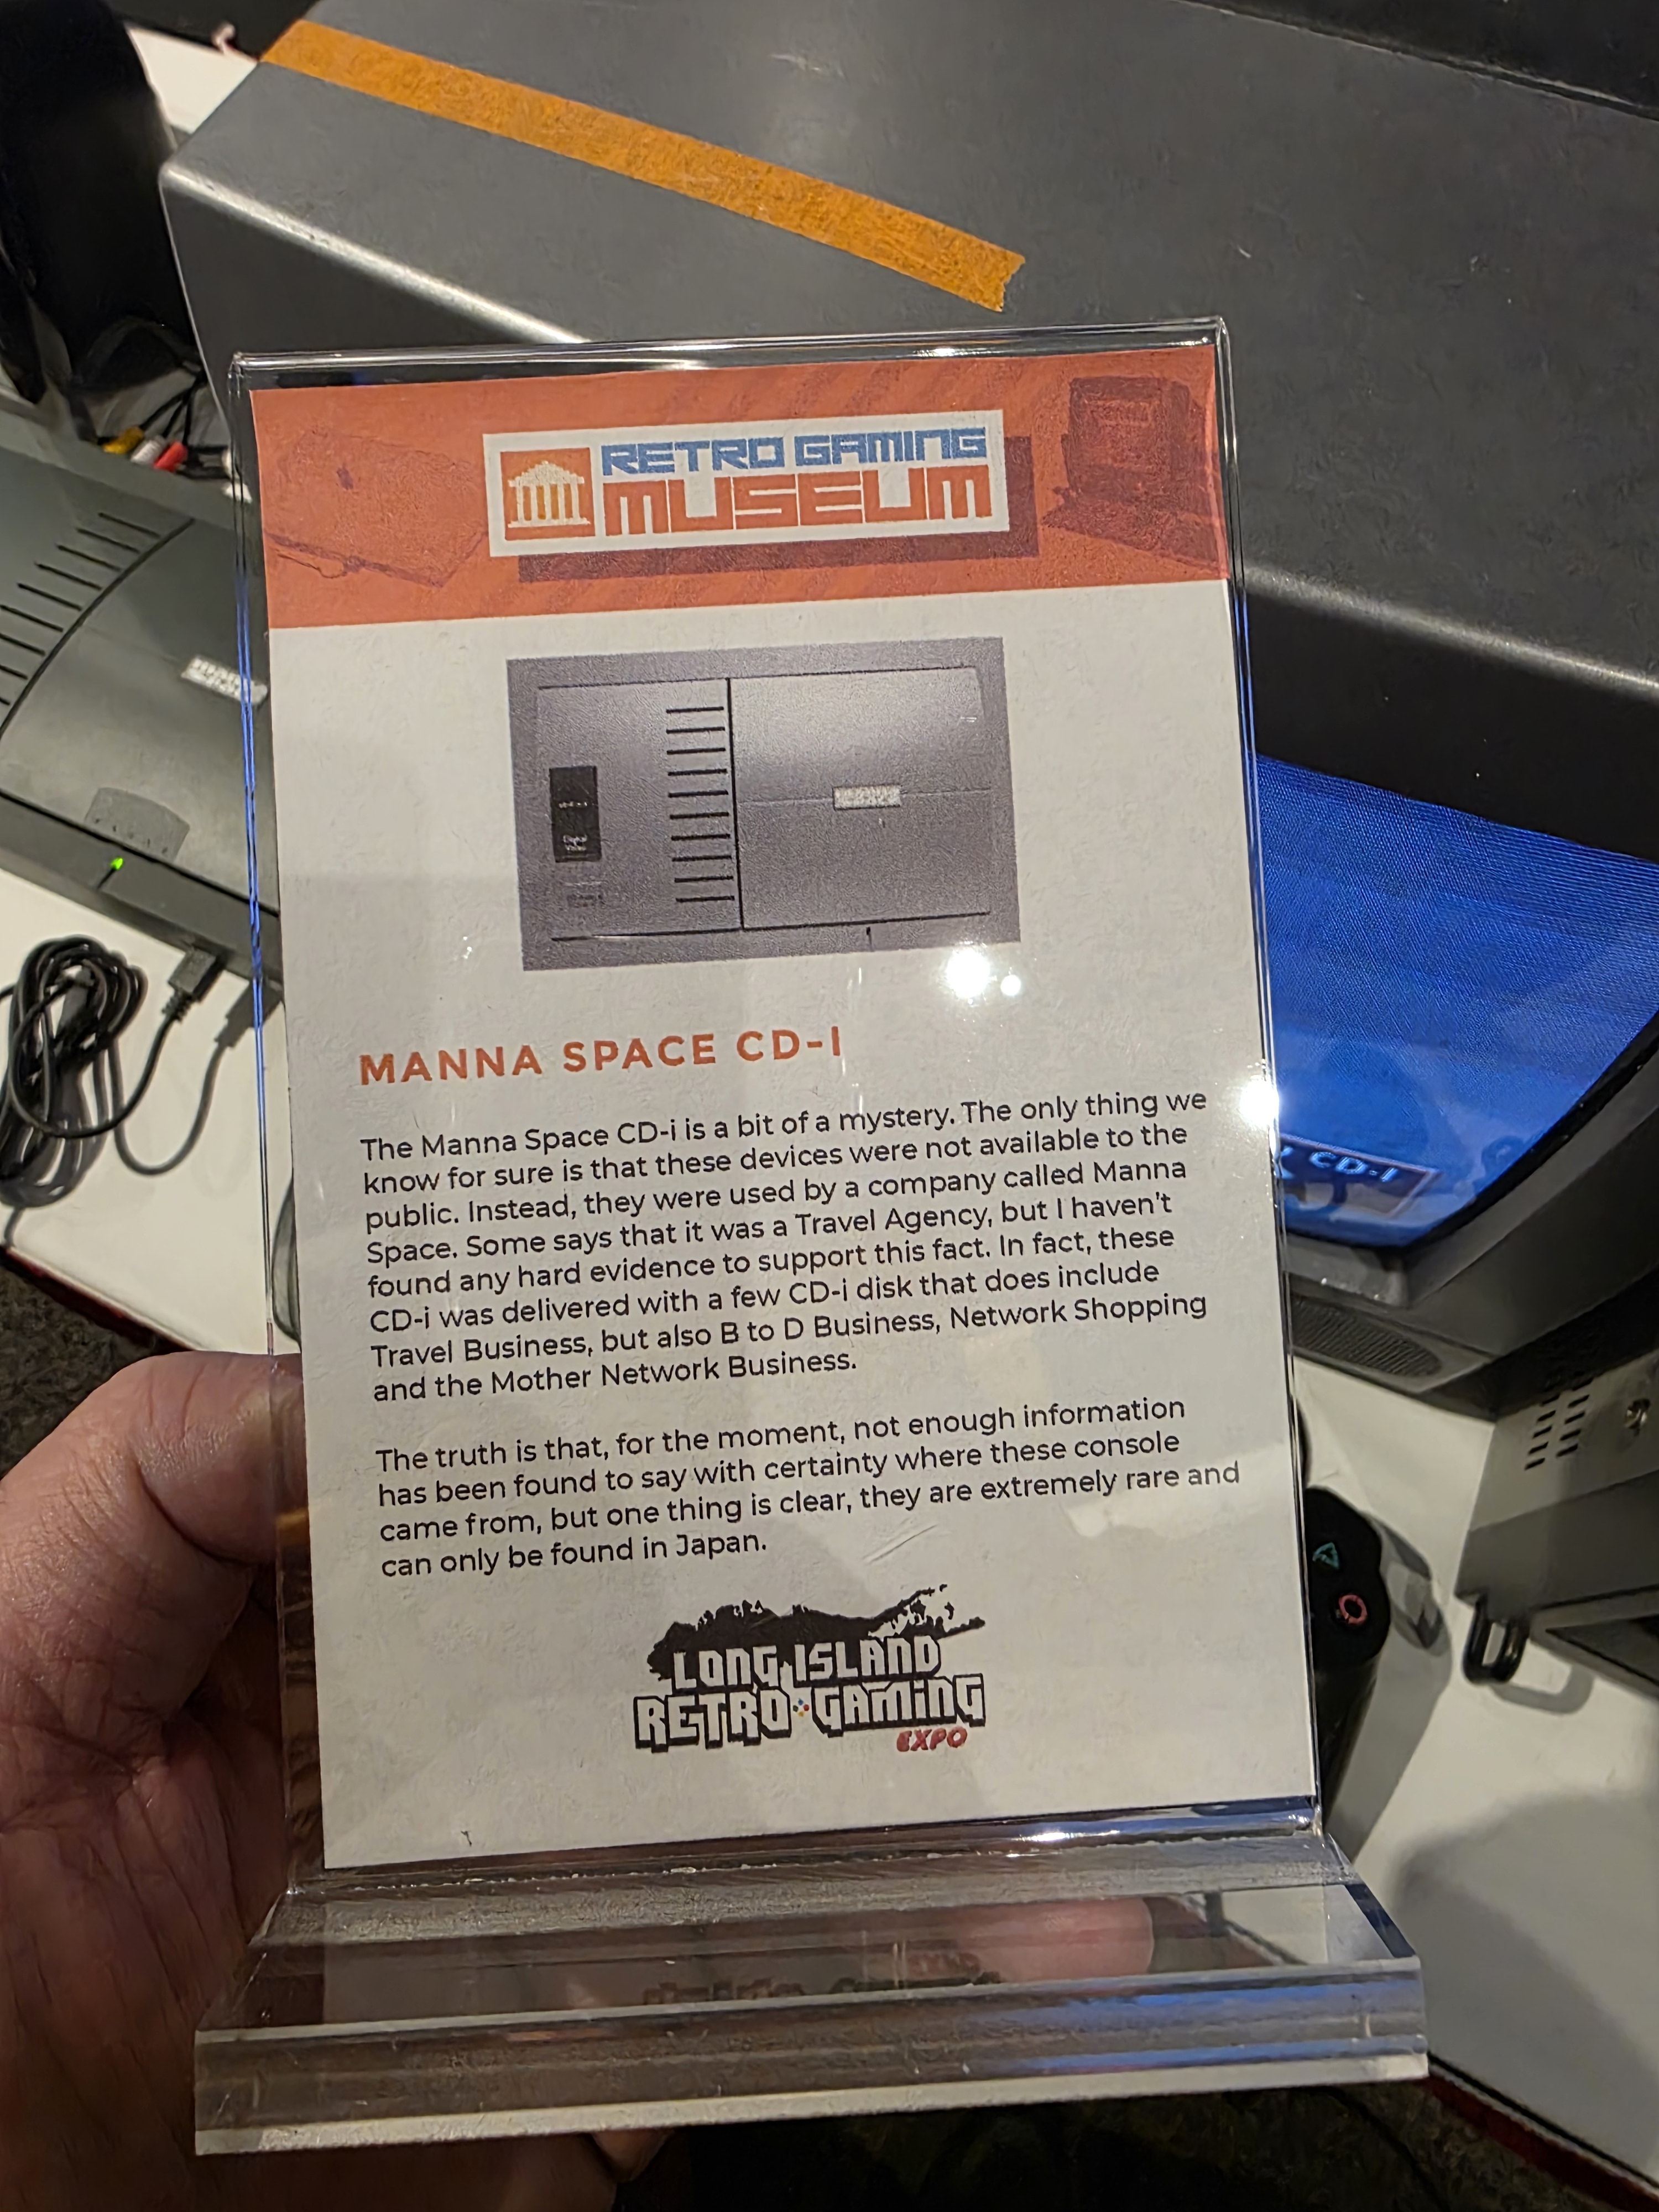 RETRO GAMING
MUSEUM
Digital
Video
MANNA SPACE CD-I
The Manna Space CD-i is a bit of a mystery. The only thing we
know for sure is that these devices were not available to the
public. Instead, they were used by a company called Manna
Space. Some says that it was a Travel Agency, but I haven't
found any hard evidence to support this fact. In fact, these
CD-i was delivered with a few CD-i disk that does include
Travel Business, but also B to D Business, Network Shopping
and the Mother Network Business.
The truth is that, for the moment, not enough information
has been found to say with certainty where these console
came from, but one thing is clear, they are extremely rare and
can only be found in Japan.
LONG ISLAND
RETRO GAMING
EXPO
CD-I